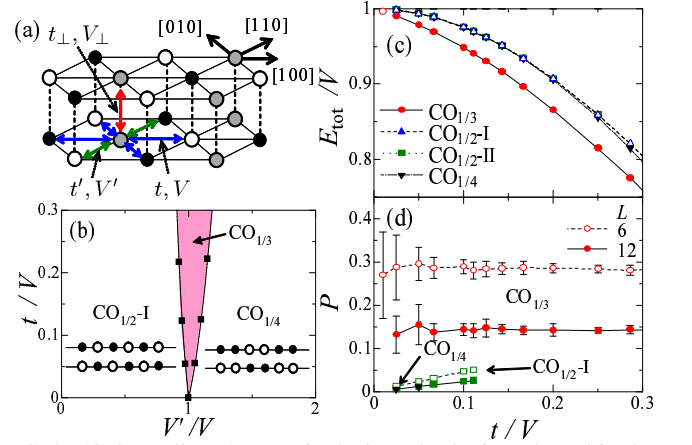 (a)
t⊥, V⊥
[010]
[110]
[100]
t', V'
t, V
(b)
0.3
0.2
0.1
0
t / V
CO1/3
CO1/2-I
CO1/4
0
1
2
V'/V
(c)
1
0.9
0.8
Etot /V
CO1/3
CO1/2-I
CO1/2-II
CO1/4
(d)
0.4
0.3
0.2
0.1
0
P
L
6
12
CO1/3
CO1/4
CO1/2-I
0
0.1
0.2
0.3
t / V